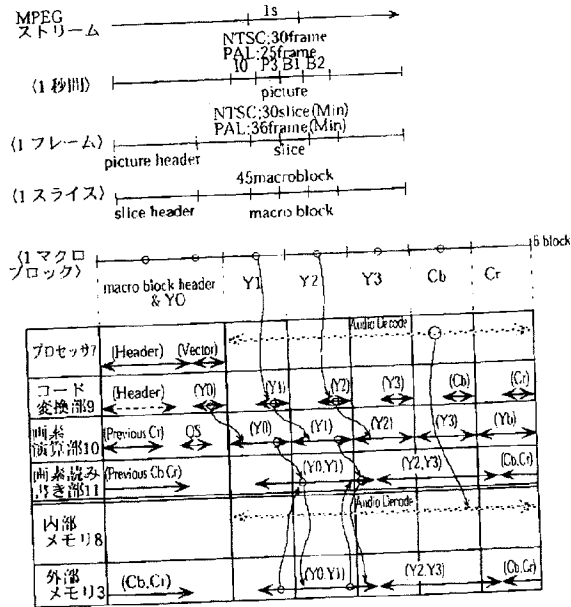 MPEG
ストリーム
1s
NTSC:30frame
PAL:25frame
I0 P3 B1 B2
〈1 秒間〉
picture
NTSC:30slice(Min)
PAL:36frame(Min)
〈1 フレーム〉
picture header
slice
45macroblock
〈1 スライス〉
slice header
macro block
〈1 マクロ
ブロック〉
6 block
macro block header
& Y0
Y1
Y2
Y3
Cb
Cr
プロセッサ7
(Header)
(Vector)
Audio Decode
コード
変換部9
(Header)
(Y0)
(Y1)
(Y2)
(Y3)
(Cb)
(Cr)
画素
演算部10
(Previous Cr)
QS
(Y0)
(Y1)
(Y2)
(Y3)
(Yb)
画素読み
書き部11
(Previous Cb,Cr)
(Y0,Y1)
(Y2,Y3)
(Cb,Cr)
内部
メモリ8
Audio Decode
外部
メモリ3
(Cb,Cr)
(Y0,Y1)
(Y2,Y3)
(Cb,Cr)